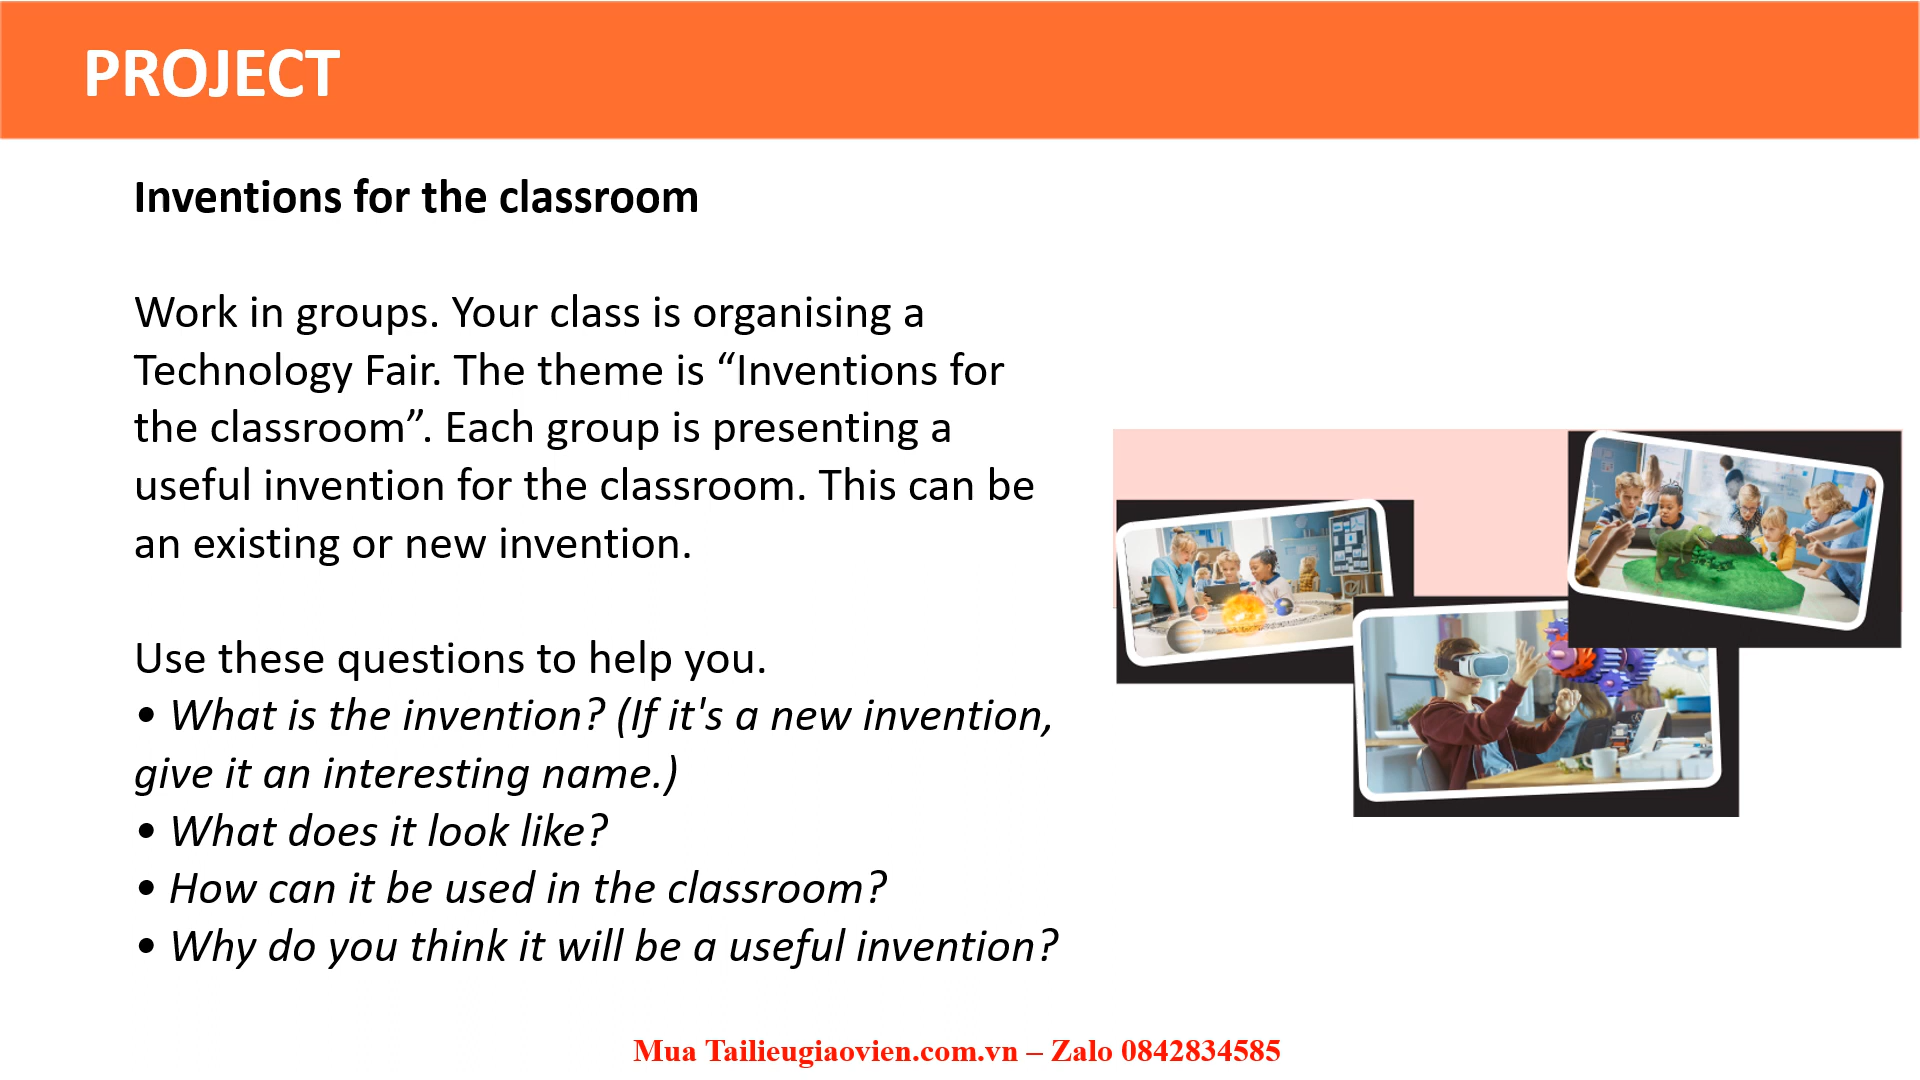 PROJECT
Inventions for the classroom
Work in groups. Your class is organising a
Technology Fair. The theme is “Inventions for
the classroom”. Each group is presenting a
useful invention for the classroom. This can be
an existing or new invention.
Use these questions to help you.
• What is the invention? (If it's a new invention,
give it an interesting name.)
• What does it look like?
• How can it be used in the classroom?
• Why do you think it will be a useful invention?
Mua Tailieugiaovien.com.vn – Zalo 0842834585